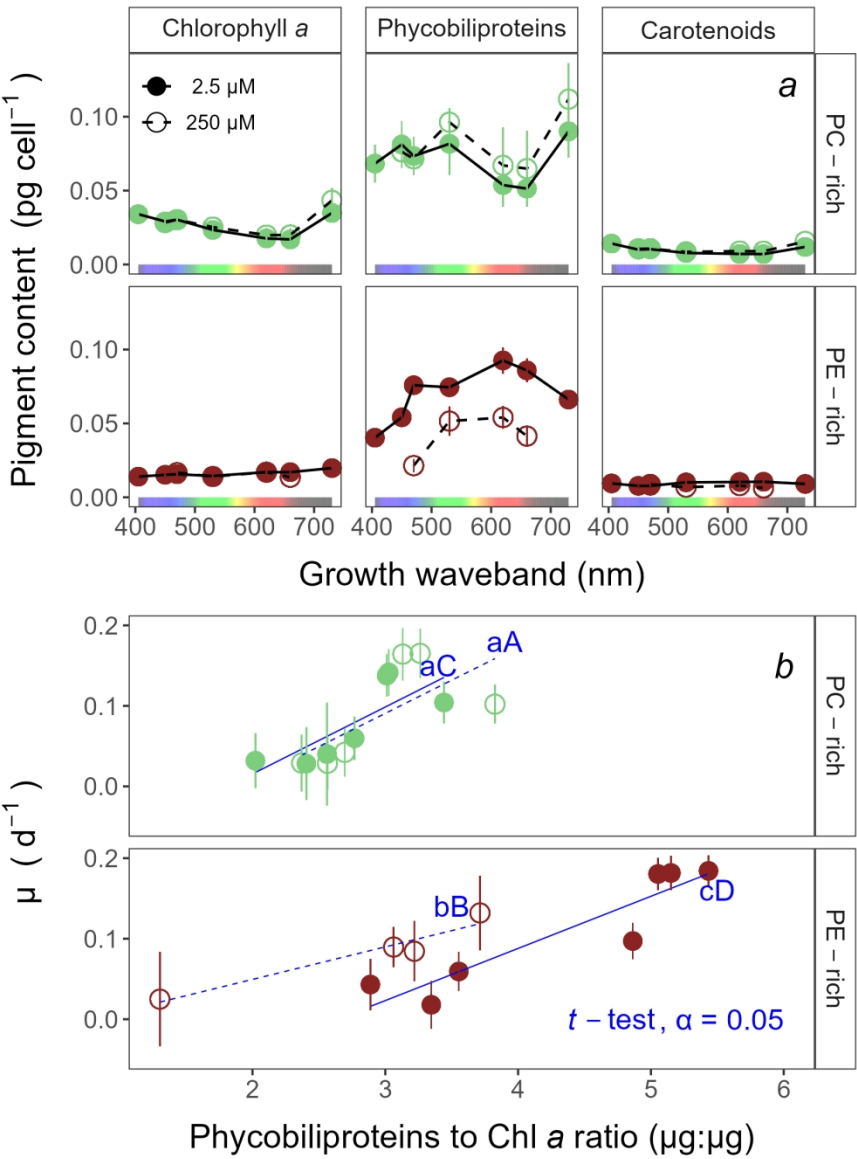 Chlorophyll a
Phycobiliproteins
Carotenoids
2.5 µM
250 µM
a
PC – rich
0.10
0.05
0.00
PE – rich
0.10
0.05
0.00
Pigment content (pg cell⁻¹)
400 500 600 700
400 500 600 700
400 500 600 700
Growth waveband (nm)
0.2
0.1
0.0
aC
aA
b
PC – rich
µ ( d⁻¹ )
0.2
0.1
0.0
bB
cD
t – test , α = 0.05
PE – rich
2 3 4 5 6
Phycobiliproteins to Chl a ratio (µg:µg)